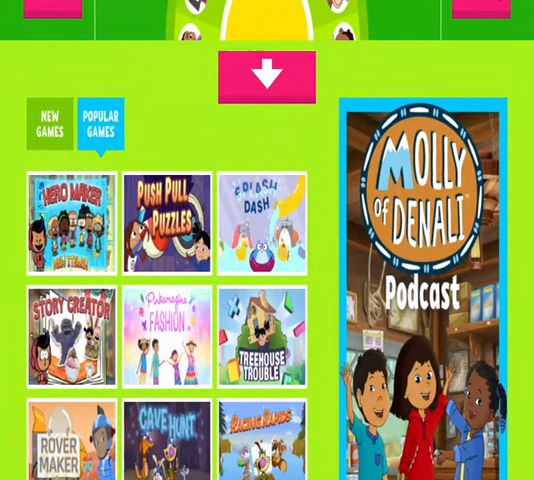 NEW
GAMES
POPULAR
GAMES
HERO MAKER
NEW ITEMS!
PUSH PULL
PUZZLES
SPLASH
DASH
STORY CREATOR
Pinkamagine
FASHION
TREEHOUSE
TROUBLE
ROVER
MAKER
CAVE HUNT
RACING RAPIDS
MOLLY
OF DENALI
Podcast